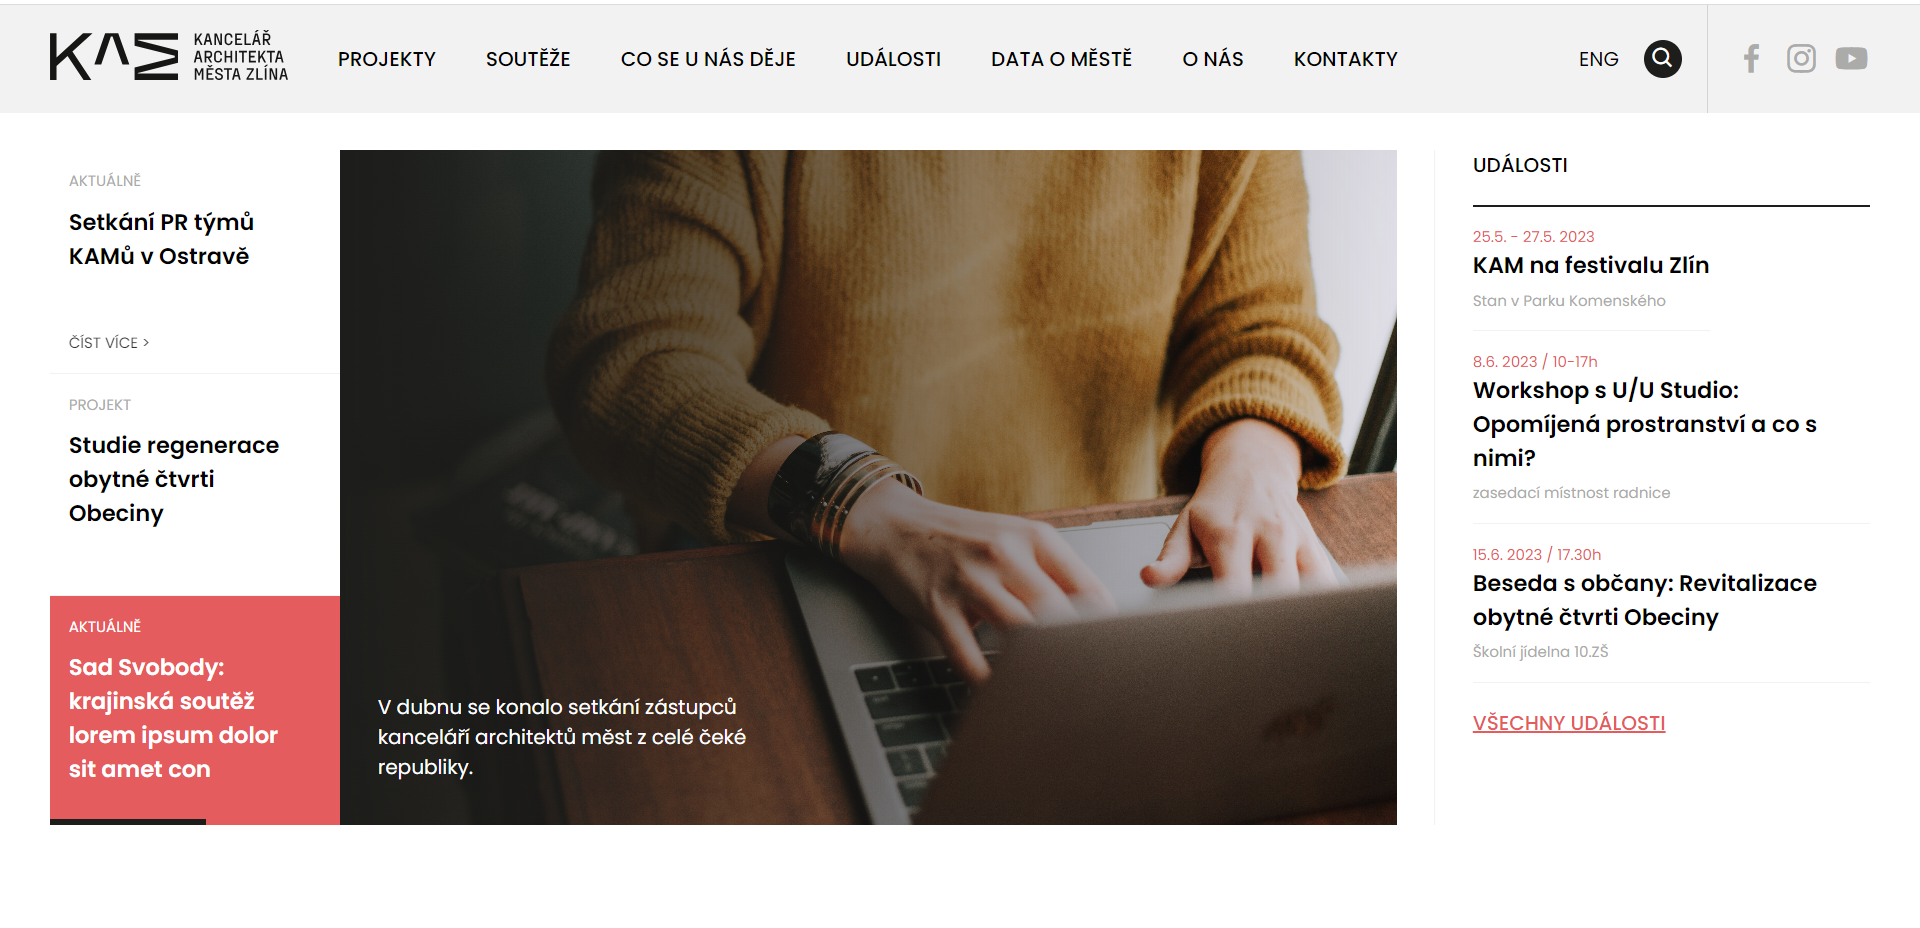 KAM
KANCELÁŘ
ARCHITEKTA
MĚSTA ZLÍNA
PROJEKTY
SOUTĚŽE
CO SE U NÁS DĚJE
UDÁLOSTI
DATA O MĚSTĚ
O NÁS
KONTAKTY
ENG
AKTUÁLNĚ
Setkání PR týmů
KAMů v Ostravě
ČÍST VÍCE >
PROJEKT
Studie regenerace
obytné čtvrti
Obeciny
AKTUÁLNĚ
Sad Svobody:
krajinská soutěž
lorem ipsum dolor
sit amet con
V dubnu se konalo setkání zástupců
kanceláří architektů měst z celé čeké
republiky.
UDÁLOSTI
25.5. - 27.5. 2023
KAM na festivalu Zlín
Stan v Parku Komenského
8.6. 2023 / 10-17h
Workshop s U/U Studio:
Opomíjená prostranství a co s
nimi?
zasedací místnost radnice
15.6. 2023 / 17.30h
Beseda s občany: Revitalizace
obytné čtvrti Obeciny
Školní jídelna 10.ZŠ
VŠECHNY UDÁLOSTI